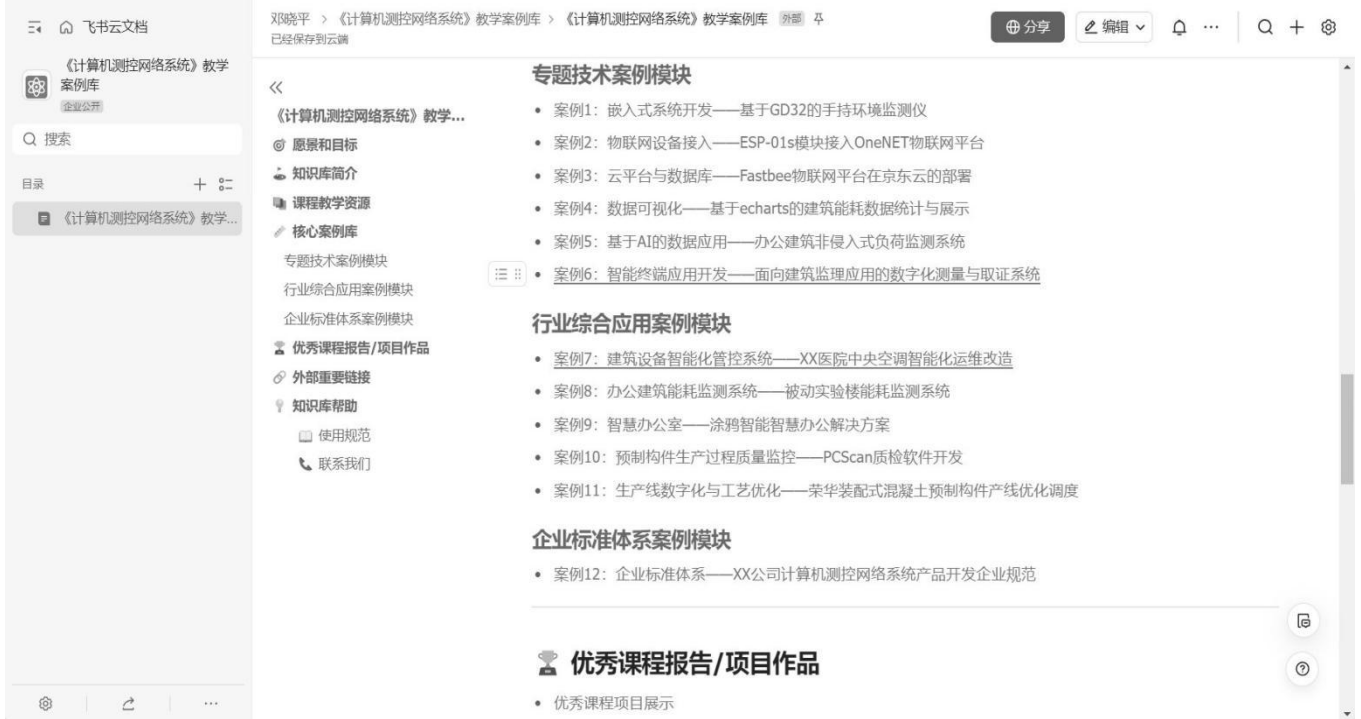 飞书云文档
《计算机测控网络系统》教学
案例库
企业公开
搜索
目录
《计算机测控网络系统》教学...
邓晓平 > 《计算机测控网络系统》教学案例库 > 《计算机测控网络系统》教学案例库 外部
已经保存到云端
分享
编辑
《计算机测控网络系统》教学...
愿景和目标
知识库简介
课程教学资源
核心案例库
专题技术案例模块
行业综合应用案例模块
企业标准体系案例模块
优秀课程报告/项目作品
外部重要链接
知识库帮助
使用规范
联系我们
专题技术案例模块
• 案例1：嵌入式系统开发——基于GD32的手持环境监测仪
• 案例2：物联网设备接入——ESP-01s模块接入OneNET物联网平台
• 案例3：云平台与数据库——Fastbee物联网平台在京东云的部署
• 案例4：数据可视化——基于echarts的建筑能耗数据统计与展示
• 案例5：基于AI的数据应用——办公建筑非侵入式负荷监测系统
• 案例6：智能终端应用开发——面向建筑监理应用的数字化测量与取证系统
行业综合应用案例模块
• 案例7：建筑设备智能化管控系统——XX医院中央空调智能化运维改造
• 案例8：办公建筑能耗监测系统——被动实验楼能耗监测系统
• 案例9：智慧办公室——涂鸦智能智慧办公解决方案
• 案例10：预制构件生产过程质量监控——PCScan质检软件开发
• 案例11：生产线数字化与工艺优化——荣华装配式混凝土预制构件产线优化调度
企业标准体系案例模块
• 案例12：企业标准体系——XX公司计算机测控网络系统产品开发企业规范
优秀课程报告/项目作品
• 优秀课程项目展示